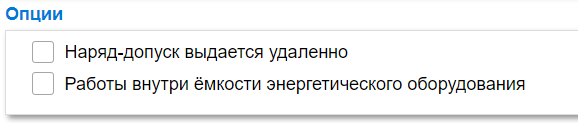 Опции
Наряд-допуск выдается удаленно
Работы внутри ёмкости энергетического оборудования